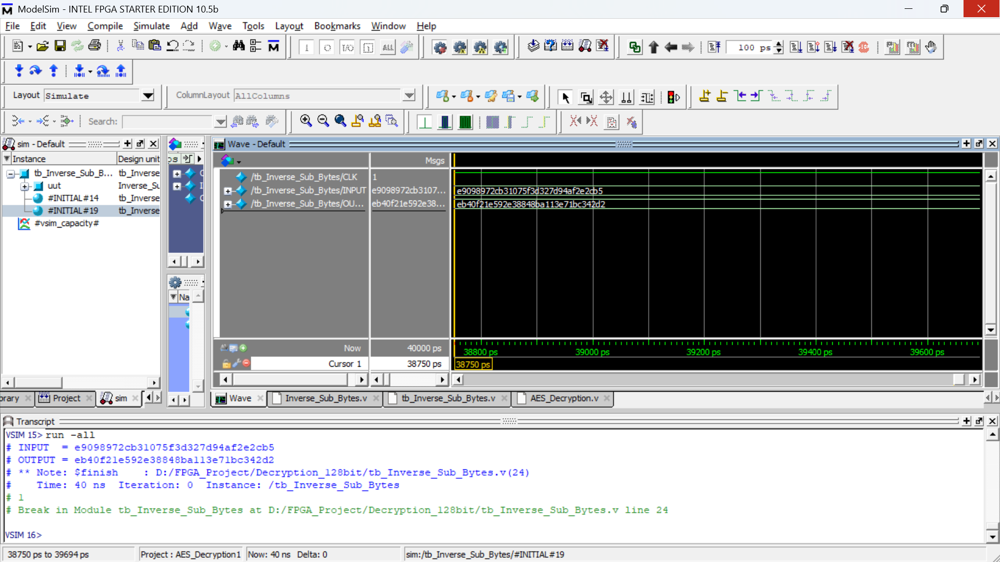 ModelSim - INTEL FPGA STARTER EDITION 10.5b
File Edit View Compile Simulate Add Wave Tools Layout Bookmarks Window Help
100 ps
Layout Simulate ColumnLayout AllColumns
Search:
sim - Default
Instance Design unit
tb_Inverse_Sub_B... tb_Inverse
uut Inverse_Su
#INITIAL#14 tb_Inverse
#INITIAL#19 tb_Inverse
#vsim_capacity#
Na
Wave - Default
Msgs
/tb_Inverse_Sub_Bytes/CLK 1
/tb_Inverse_Sub_Bytes/INPUT e9098972cb3107... e9098972cb31075f3d327d94af2e2cb5
/tb_Inverse_Sub_Bytes/OU... eb40f21e592e38... eb40f21e592e38848ba113e71bc342d2
Now 40000 ps 38800 ps 39000 ps 39200 ps 39400 ps 39600 ps
Cursor 1 38750 ps 38750 ps
brary Project sim
Wave Inverse_Sub_Bytes.v tb_Inverse_Sub_Bytes.v AES_Decryption.v
Transcript
VSIM 15> run -all
# INPUT = e9098972cb31075f3d327d94af2e2cb5
# OUTPUT = eb40f21e592e38848ba113e71bc342d2
# ** Note: $finish : D:/FPGA_Project/Decryption_128bit/tb_Inverse_Sub_Bytes.v(24)
# Time: 40 ns Iteration: 0 Instance: /tb_Inverse_Sub_Bytes
# 1
# Break in Module tb_Inverse_Sub_Bytes at D:/FPGA_Project/Decryption_128bit/tb_Inverse_Sub_Bytes.v line 24
VSIM 16>
38750 ps to 39694 ps Project : AES_Decryption1 Now: 40 ns Delta: 0 sim:/tb_Inverse_Sub_Bytes/#INITIAL#19